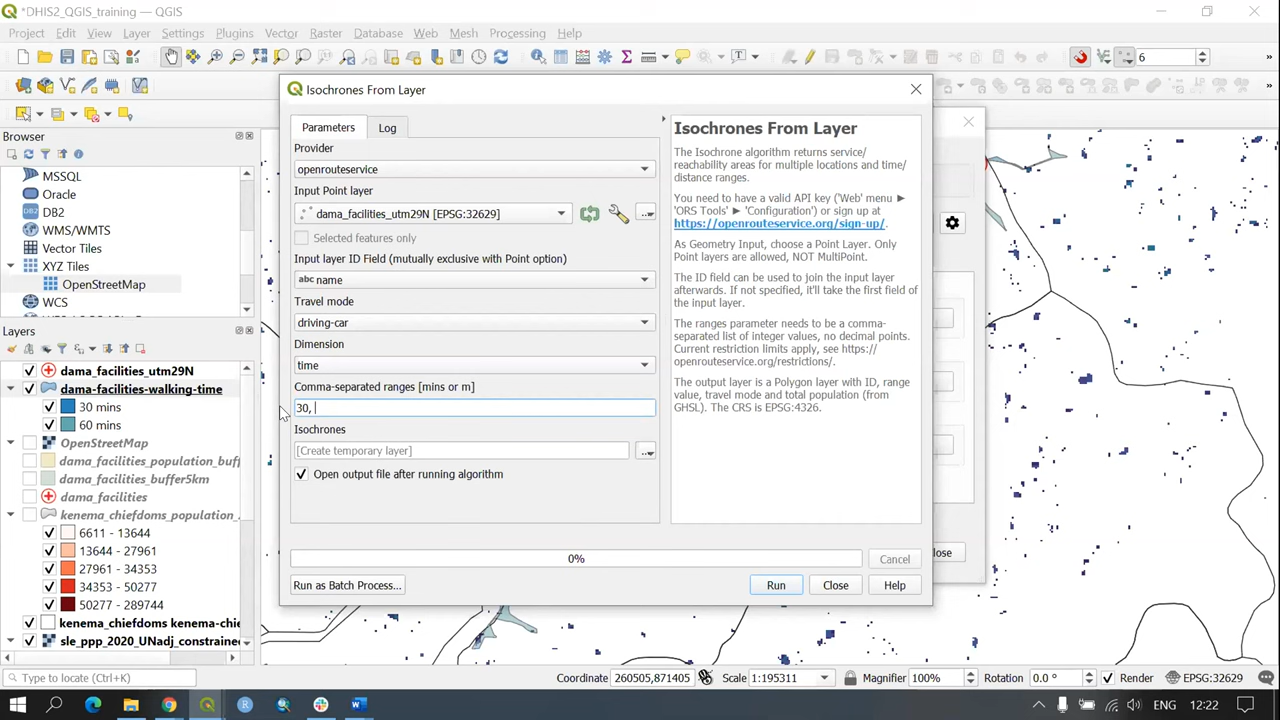 *DHIS2_QGIS_training — QGIS
Project Edit View Layer Settings Plugins Vector Raster Database Web Mesh Processing Help
6
Browser
MSSQL
Oracle
DB2
WMS/WMTS
Vector Tiles
XYZ Tiles
OpenStreetMap
WCS
Layers
dama_facilities_utm29N
dama-facilities-walking-time
30 mins
60 mins
OpenStreetMap
dama_facilities_population_buff
dama_facilities_buffer5km
dama_facilities
kenema_chiefdoms_population_
6611 - 13644
13644 - 27961
27961 - 34353
34353 - 50277
50277 - 289744
kenema_chiefdoms kenema-chie
sle_ppp_2020_UNadj_constrained
Isochrones From Layer
Parameters Log
Provider
openrouteservice
Input Point layer
dama_facilities_utm29N [EPSG:32629]
Selected features only
Input layer ID Field (mutually exclusive with Point option)
abc name
Travel mode
driving-car
Dimension
time
Comma-separated ranges [mins or m]
30,
Isochrones
[Create temporary layer]
Open output file after running algorithm
Isochrones From Layer
The Isochrone algorithm returns service/
reachability areas for multiple locations and time/
distance ranges.
You need to have a valid API key ('Web' menu ►
'ORS Tools' ► 'Configuration') or sign up at
https://openrouteservice.org/sign-up/.
As Geometry Input, choose a Point Layer. Only
Point layers are allowed, NOT MultiPoint.
The ID field can be used to join the input layer
afterwards. If not specified, it'll take the first field of
the input layer.
The ranges parameter needs to be a comma-
separated list of integer values, no decimal points.
Current restriction limits apply, see https://
openrouteservice.org/restrictions/.
The output layer is a Polygon layer with ID, range
value, travel mode and total population (from
GHSL). The CRS is EPSG:4326.
0%
Cancel
Run as Batch Process...
Run
Close
Help
lose
Type to locate (Ctrl+K)
Coordinate 260505,871405 Scale 1:195311 Magnifier 100% Rotation 0.0 ° Render EPSG:32629
ENG 12:22